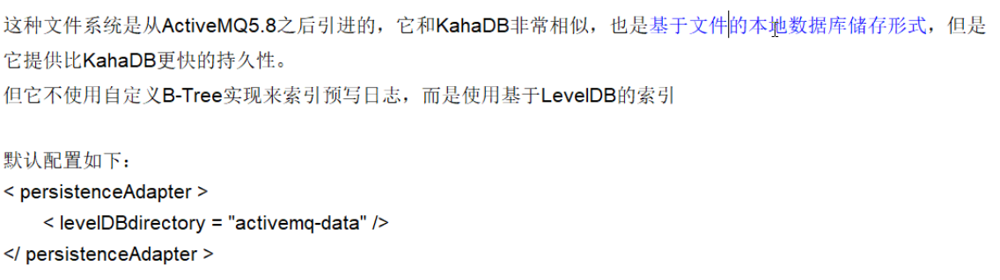 这种文件系统是从ActiveMQ5.8之后引进的，它和KahaDB非常相似，也是基于文件的本地数据库储存形式，但是
它提供比KahaDB更快的持久性。
但它不使用自定义B-Tree实现来索引预写日志，而是使用基于LevelDB的索引
默认配置如下：
< persistenceAdapter >
< levelDBdirectory = "activemq-data" />
</ persistenceAdapter >